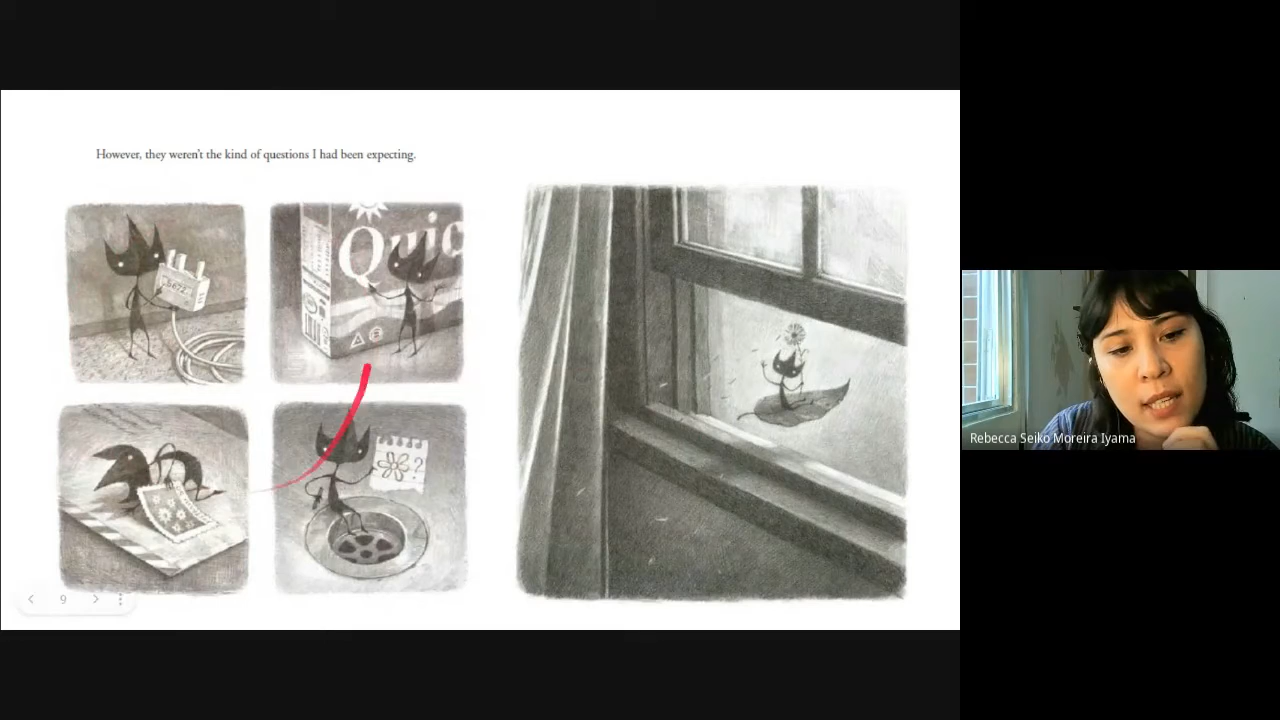 However, they weren't the kind of questions I had been expecting.
Quic
?
9
Rebecca Seiko Moreira Iyama